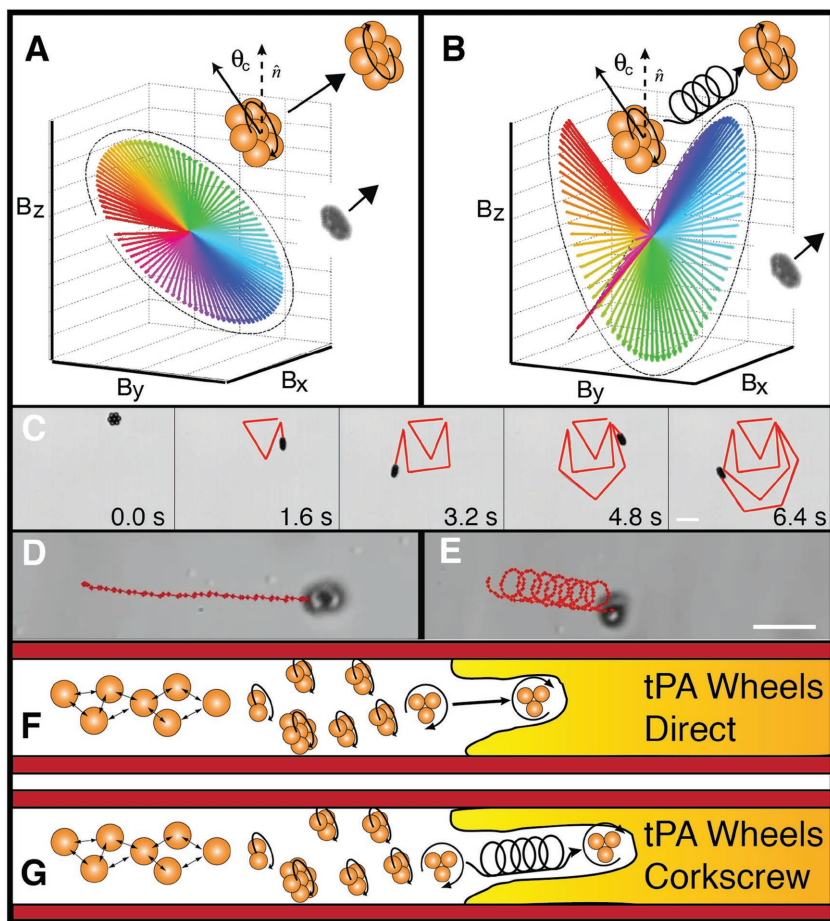 A
θc
n̂
Bz
By
Bx
B
θc
n̂
Bz
By
Bx
C
0.0 s
1.6 s
3.2 s
4.8 s
6.4 s
D
E
F
tPA Wheels
Direct
G
tPA Wheels
Corkscrew